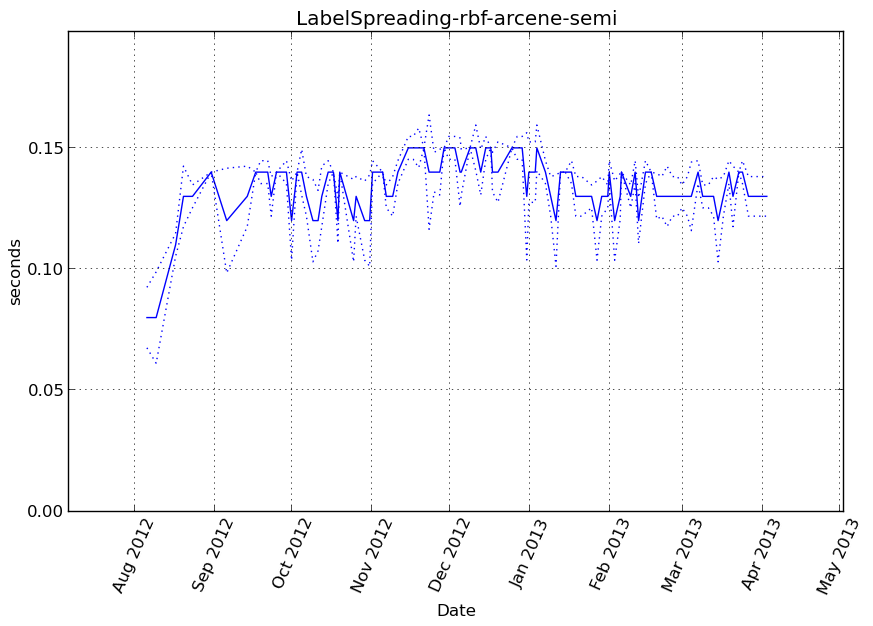 LabelSpreading-rbf-arcene-semi
seconds
0.15
0.10
0.05
0.00
Aug 2012
Sep 2012
Oct 2012
Nov 2012
Dec 2012
Jan 2013
Feb 2013
Mar 2013
Apr 2013
May 2013
Date